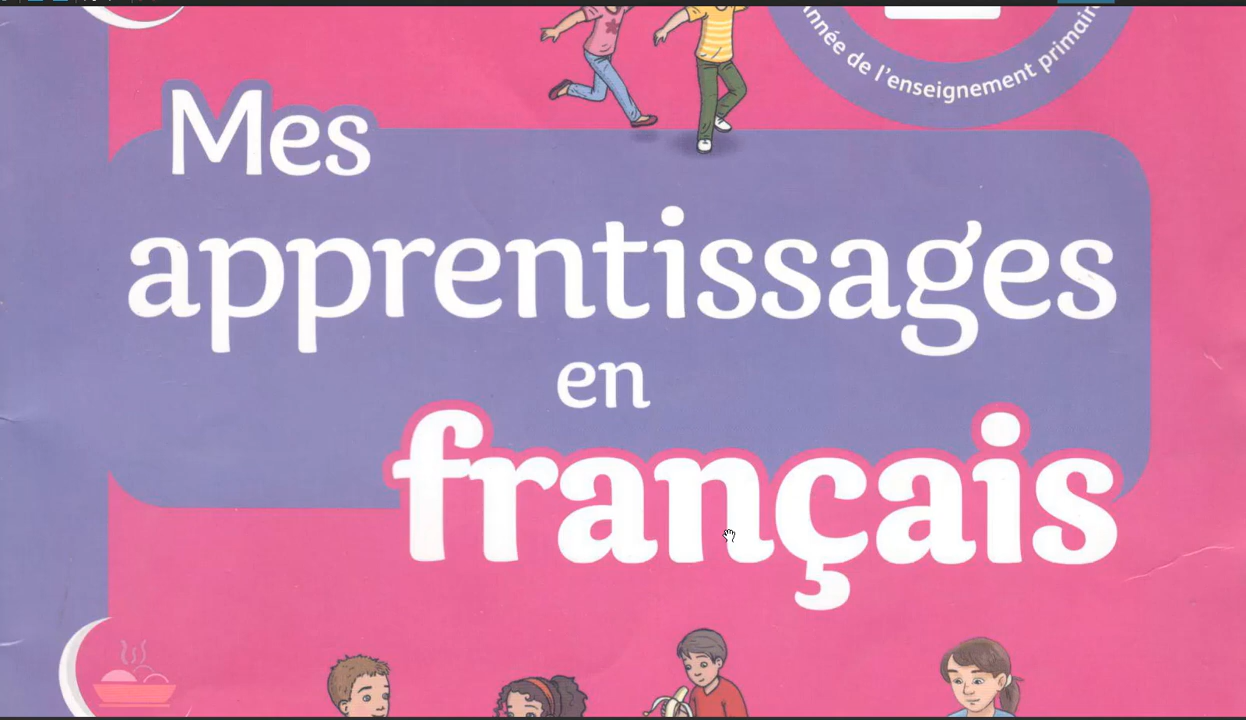 année de l'enseignement primaire
Mes
apprentissages
en
français